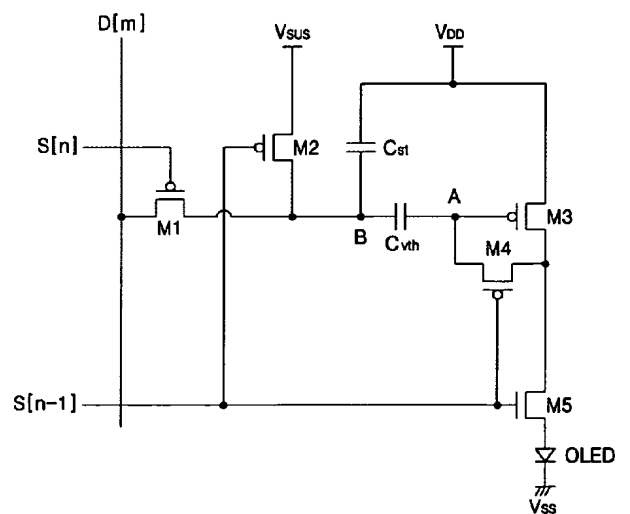 D[m]
VSUS
VDD
S[n]
M2
Cst
A
M1
B
Cvth
M4
M3
S[n-1]
M5
OLED
VSS